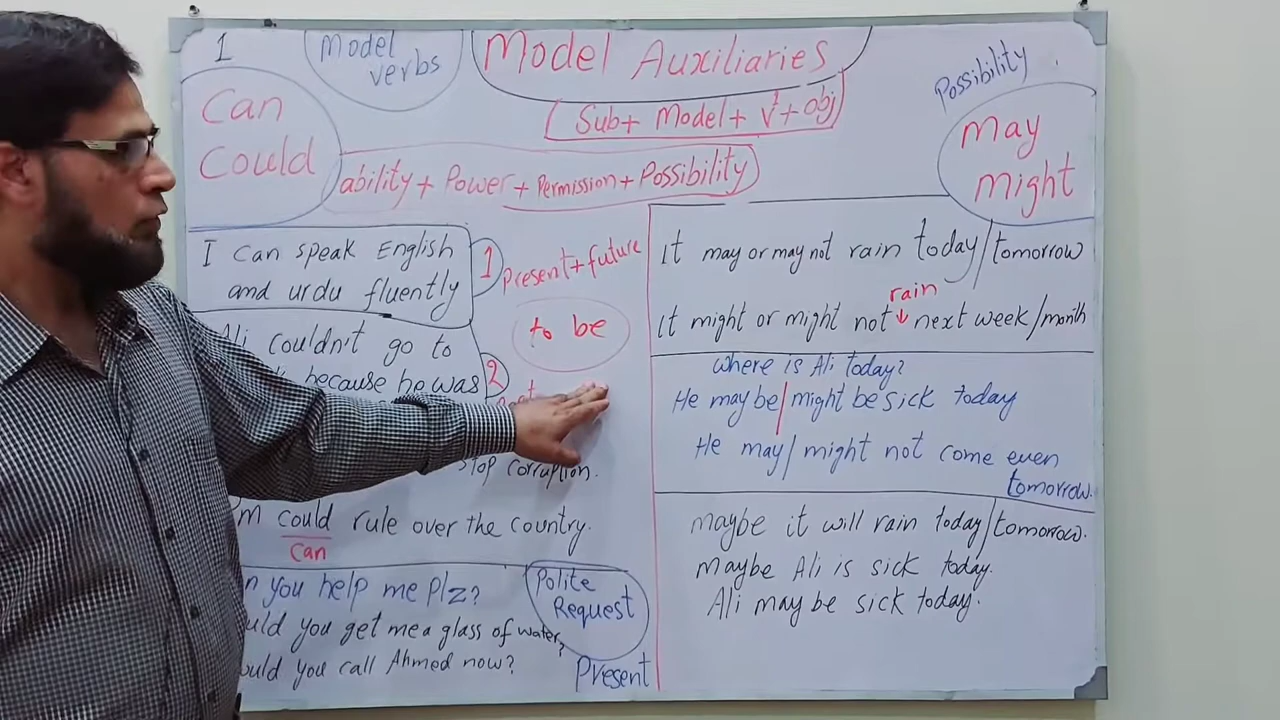 1
Model
verbs
Model Auxiliaries
Sub+ Model+ V¹+obj
Can
Could
ability+ Power+Permission+Possibility
Possibility
may
might
I Can speak English
and urdu fluently
1
Present+future
to be
couldn't go to
because he was
2
stop corruption.
could rule over the country.
can
you help me Plz?
you get me a glass of water?
you call Ahmed now?
Polite
Request
Present
It may or may not rain today/tomorrow
rain
It might or might not ↓ next week/month
where is Ali today?
He may be/might be sick today
He may/might not come even
tomorrow.
maybe it will rain today/tomorrow.
Maybe Ali is sick today.
Ali may be sick today.